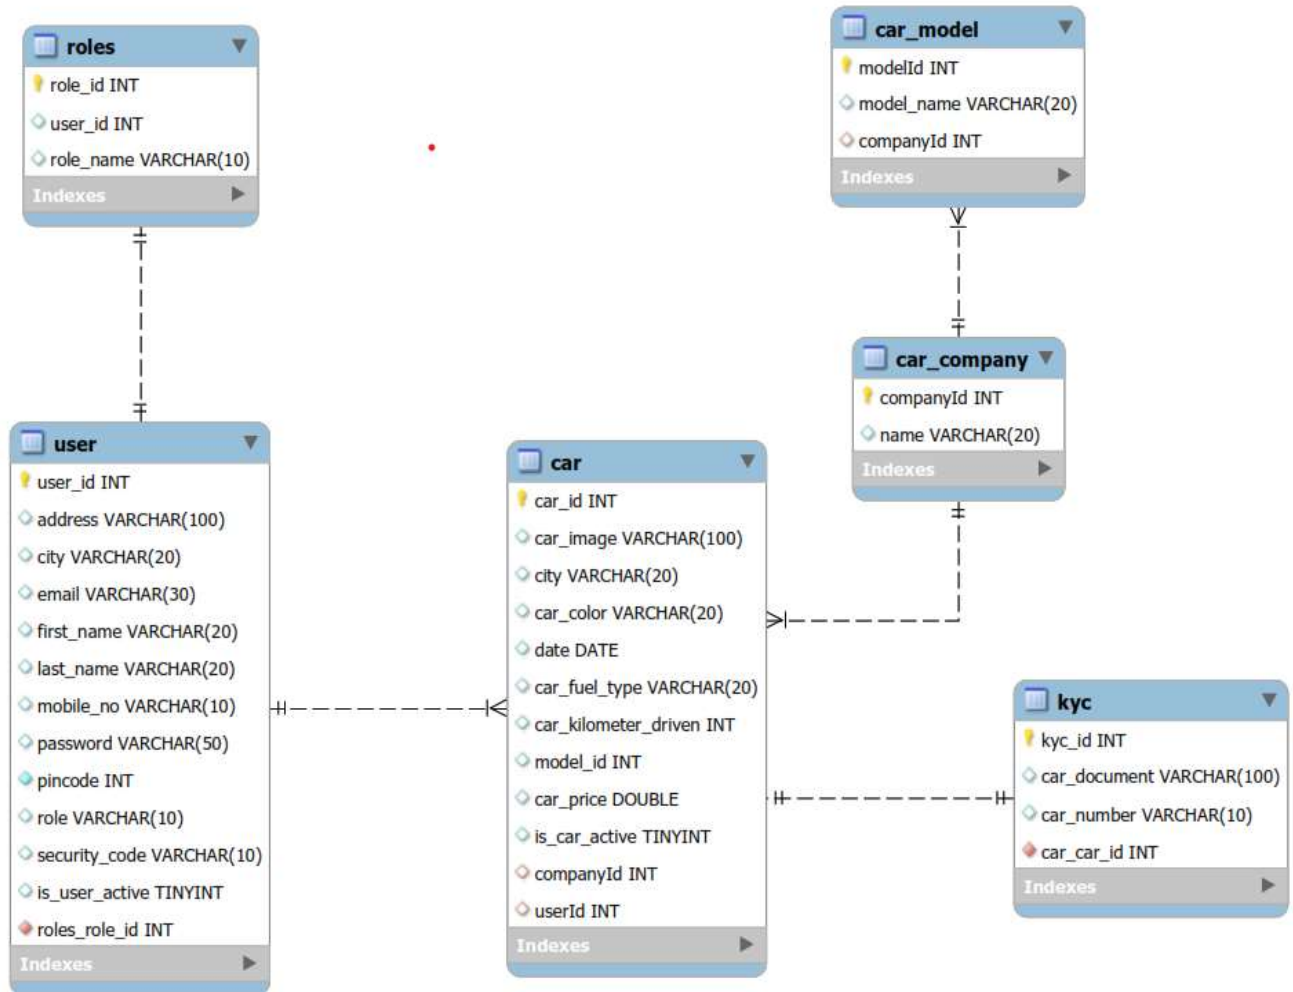 roles
role_id INT
user_id INT
role_name VARCHAR(10)
Indexes
car_model
modelId INT
model_name VARCHAR(20)
companyId INT
Indexes
car_company
companyId INT
name VARCHAR(20)
Indexes
user
user_id INT
address VARCHAR(100)
city VARCHAR(20)
email VARCHAR(30)
first_name VARCHAR(20)
last_name VARCHAR(20)
mobile_no VARCHAR(10)
password VARCHAR(50)
pincode INT
role VARCHAR(10)
security_code VARCHAR(10)
is_user_active TINYINT
roles_role_id INT
Indexes
car
car_id INT
car_image VARCHAR(100)
city VARCHAR(20)
car_color VARCHAR(20)
date DATE
car_fuel_type VARCHAR(20)
car_kilometer_driven INT
model_id INT
car_price DOUBLE
is_car_active TINYINT
companyId INT
userId INT
Indexes
kyc
kyc_id INT
car_document VARCHAR(100)
car_number VARCHAR(10)
car_car_id INT
Indexes